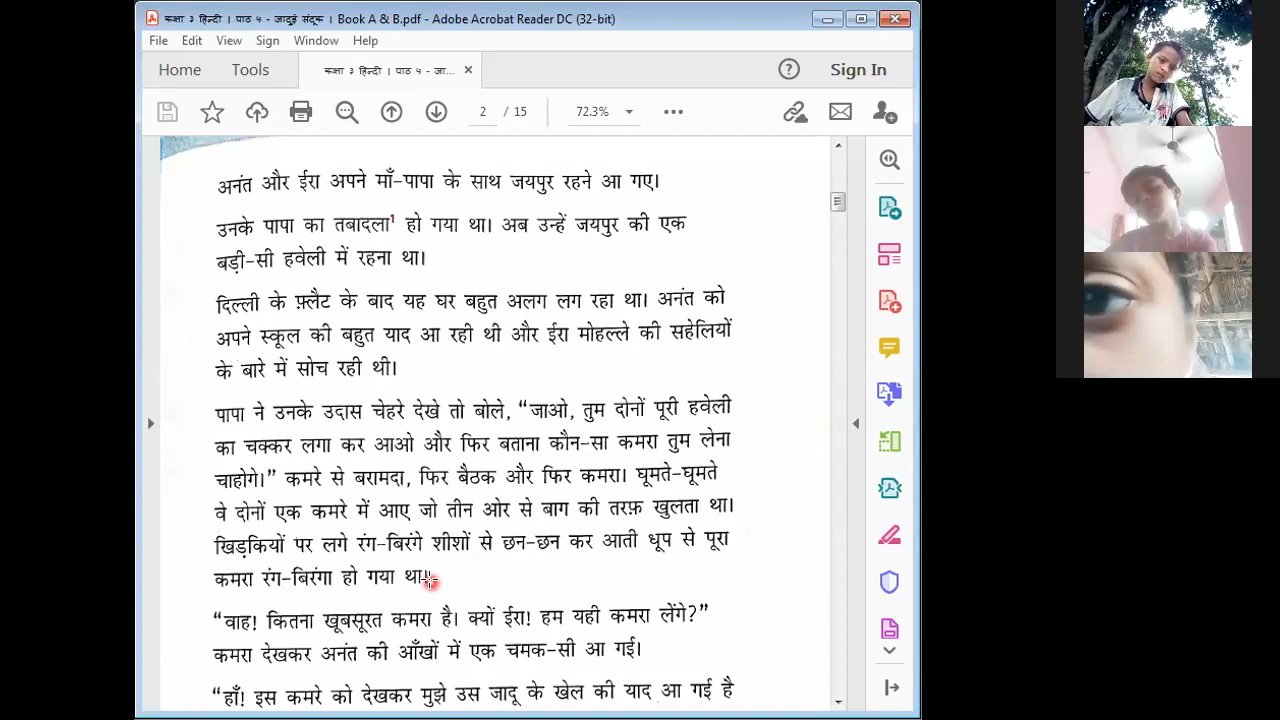 कक्षा ३ हिन्दी । पाठ ५ - जादुई संदूक । Book A & B.pdf - Adobe Acrobat Reader DC (32-bit)
File Edit View Sign Window Help
Home Tools कक्षा ३ हिन्दी । पाठ ५ - जा... Sign In
2 / 15 72.3%
अनंत और ईरा अपने माँ-पापा के साथ जयपुर रहने आ गए।
उनके पापा का तबादला¹ हो गया था। अब उन्हें जयपुर की एक
बड़ी-सी हवेली में रहना था।
दिल्ली के फ़्लैट के बाद यह घर बहुत अलग लग रहा था। अनंत को
अपने स्कूल की बहुत याद आ रही थी और ईरा मोहल्ले की सहेलियों
के बारे में सोच रही थी।
पापा ने उनके उदास चेहरे देखे तो बोले, “जाओ, तुम दोनों पूरी हवेली
का चक्कर लगा कर आओ और फिर बताना कौन-सा कमरा तुम लेना
चाहोगे।” कमरे से बरामदा, फिर बैठक और फिर कमरा। घूमते-घूमते
वे दोनों एक कमरे में आए जो तीन ओर से बाग की तरफ़ खुलता था।
खिड़कियों पर लगे रंग-बिरंगे शीशों से छन-छन कर आती धूप से पूरा
कमरा रंग-बिरंगा हो गया था।
“वाह! कितना खूबसूरत कमरा है। क्यों ईरा! हम यही कमरा लेंगे?”
कमरा देखकर अनंत की आँखों में एक चमक-सी आ गई।
“हाँ! इस कमरे को देखकर मुझे उस जादू के खेल की याद आ गई है